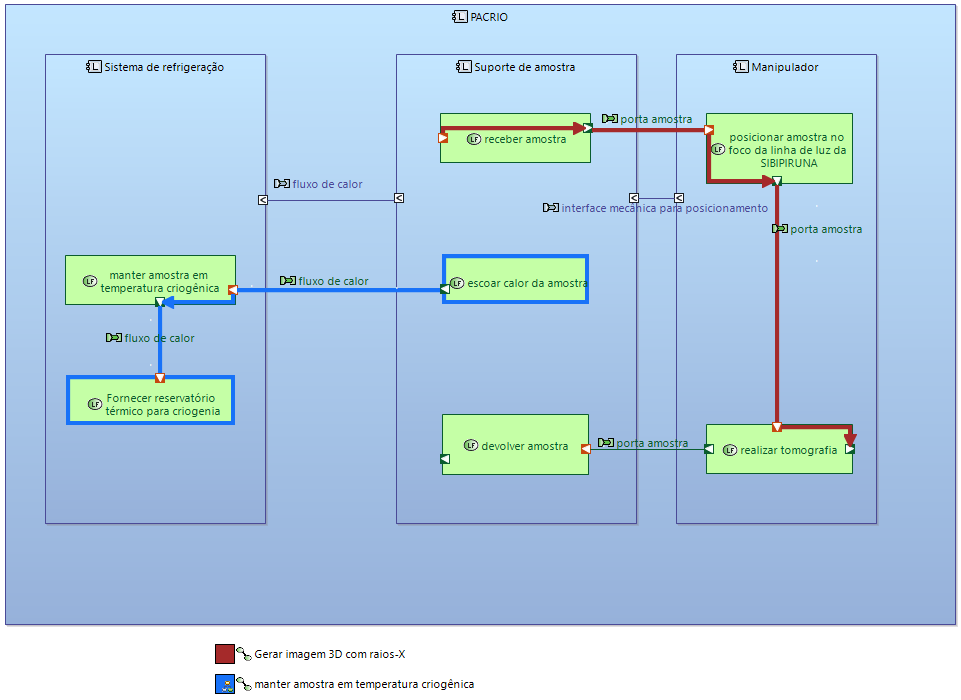 PACRIO
Sistema de refrigeração
Suporte de amostra
Manipulador
receber amostra
porta amostra
posicionar amostra no
foco da linha de luz da
SIBIPIRUNA
fluxo de calor
interface mecânica para posicionamento
porta amostra
manter amostra em
temperatura criogênica
fluxo de calor
escoar calor da amostra
fluxo de calor
Fornecer reservatório
térmico para criogenia
devolver amostra
porta amostra
realizar tomografia
Gerar imagem 3D com raios-X
manter amostra em temperatura criogênica